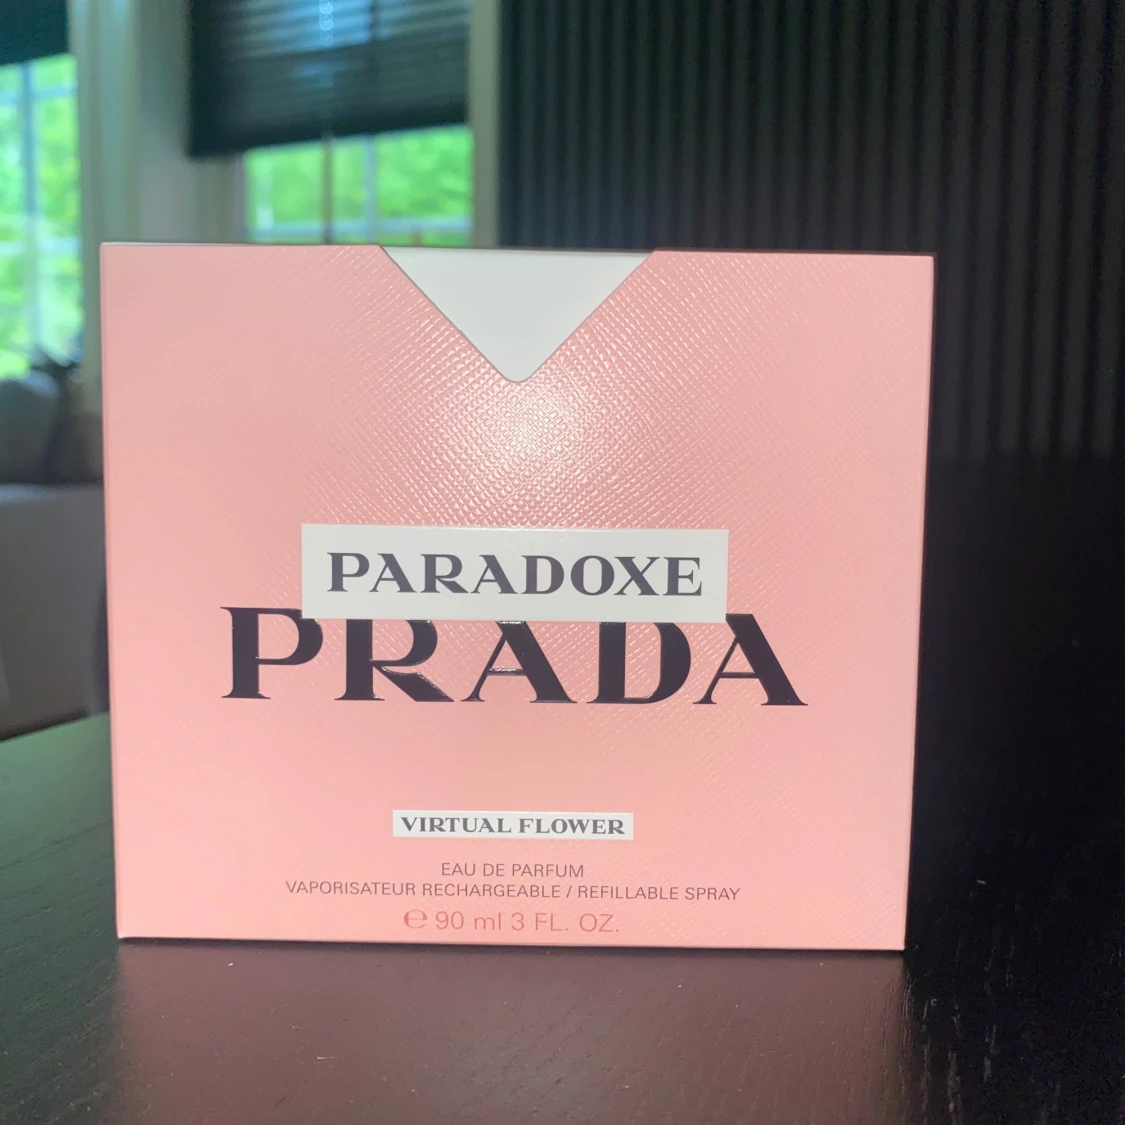 PARADOXE
PRADA
VIRTUAL FLOWER
EAU DE PARFUM
VAPORISATEUR RECHARGEABLE / REFILLABLE SPRAY
℮ 90 ml 3 FL. OZ.